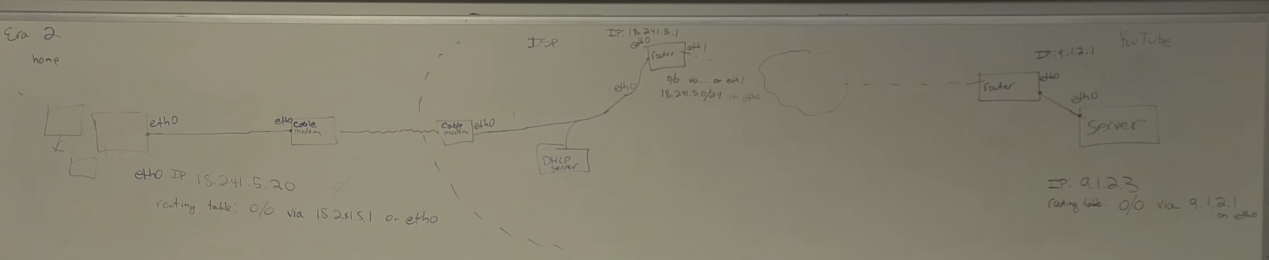 Era 2
home
eth0
eth0
cable
modem
cable
modem
eth0
eth0 IP: 18.241.5.20
routing table: 0/0 via 18.241.5.1 on eth0
ISP
DHCP
server
IP: 18.241.5.1
eth0
router
eth1
eth0
0/0 via ... on eth1
18.241.5.0/24 on eth0
YouTube
IP: 9.1.2.1
router
eth0
eth0
Server
IP: 9.1.2.3
routing table: 0/0 via 9.1.2.1
on eth0